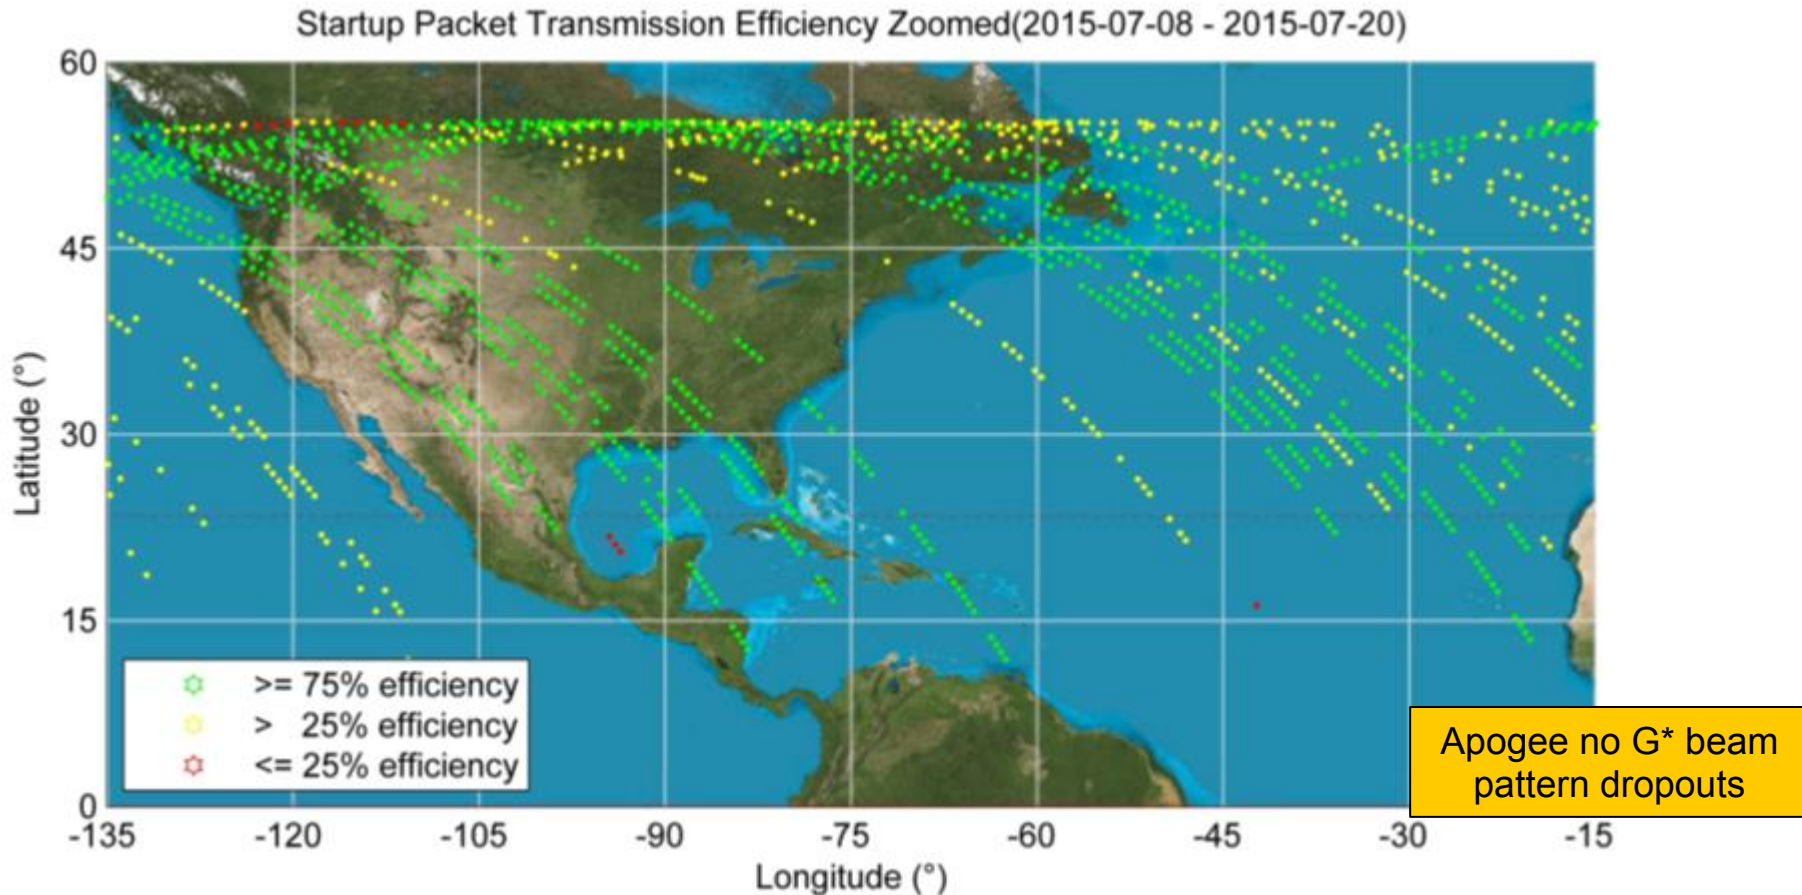 Startup Packet Transmission Efficiency Zoomed(2015-07-08 - 2015-07-20)
60
45
30
15
0
Latitude (°)
>= 75% efficiency
> 25% efficiency
<= 25% efficiency
Apogee no G* beam
pattern dropouts
-135 -120 -105 -90 -75 -60 -45 -30 -15
Longitude (°)